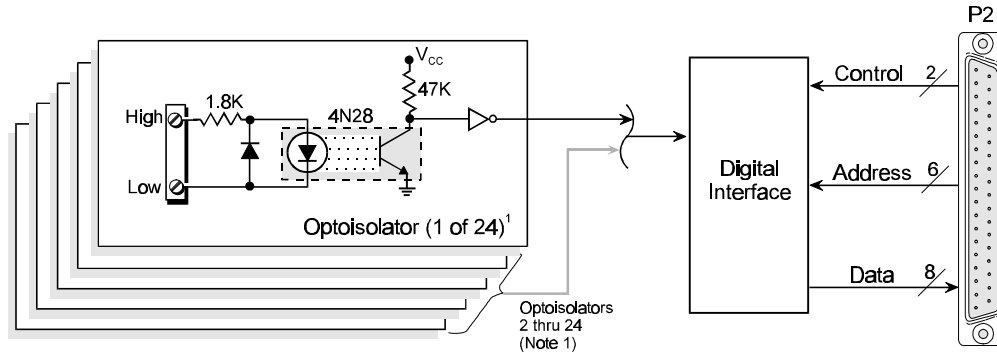 P2
V_CC
47K
1.8K
4N28
High
Low
Optoisolator (1 of 24)¹
Control 2
Address 6
Data 8
Digital
Interface
Optoisolators
2 thru 24
(Note 1)